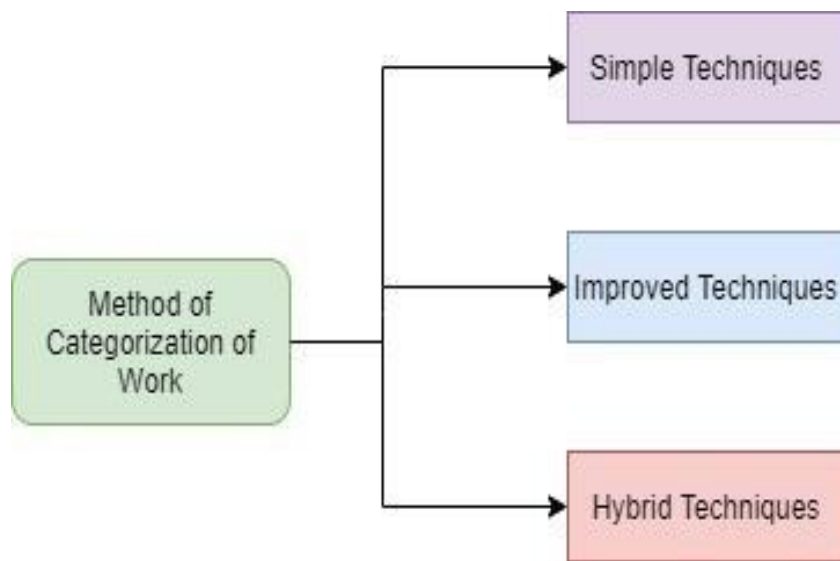 Simple Techniques
Method of
Categorization of
Work
Improved Techniques
Hybrid Techniques